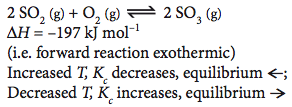 2 SO₂ (g) + O₂ (g) ⇌ 2 SO₃ (g)
ΔH = –197 kJ mol⁻¹
(i.e. forward reaction exothermic)
Increased T, K꜀ decreases, equilibrium ←;
Decreased T, K꜀ increases, equilibrium →